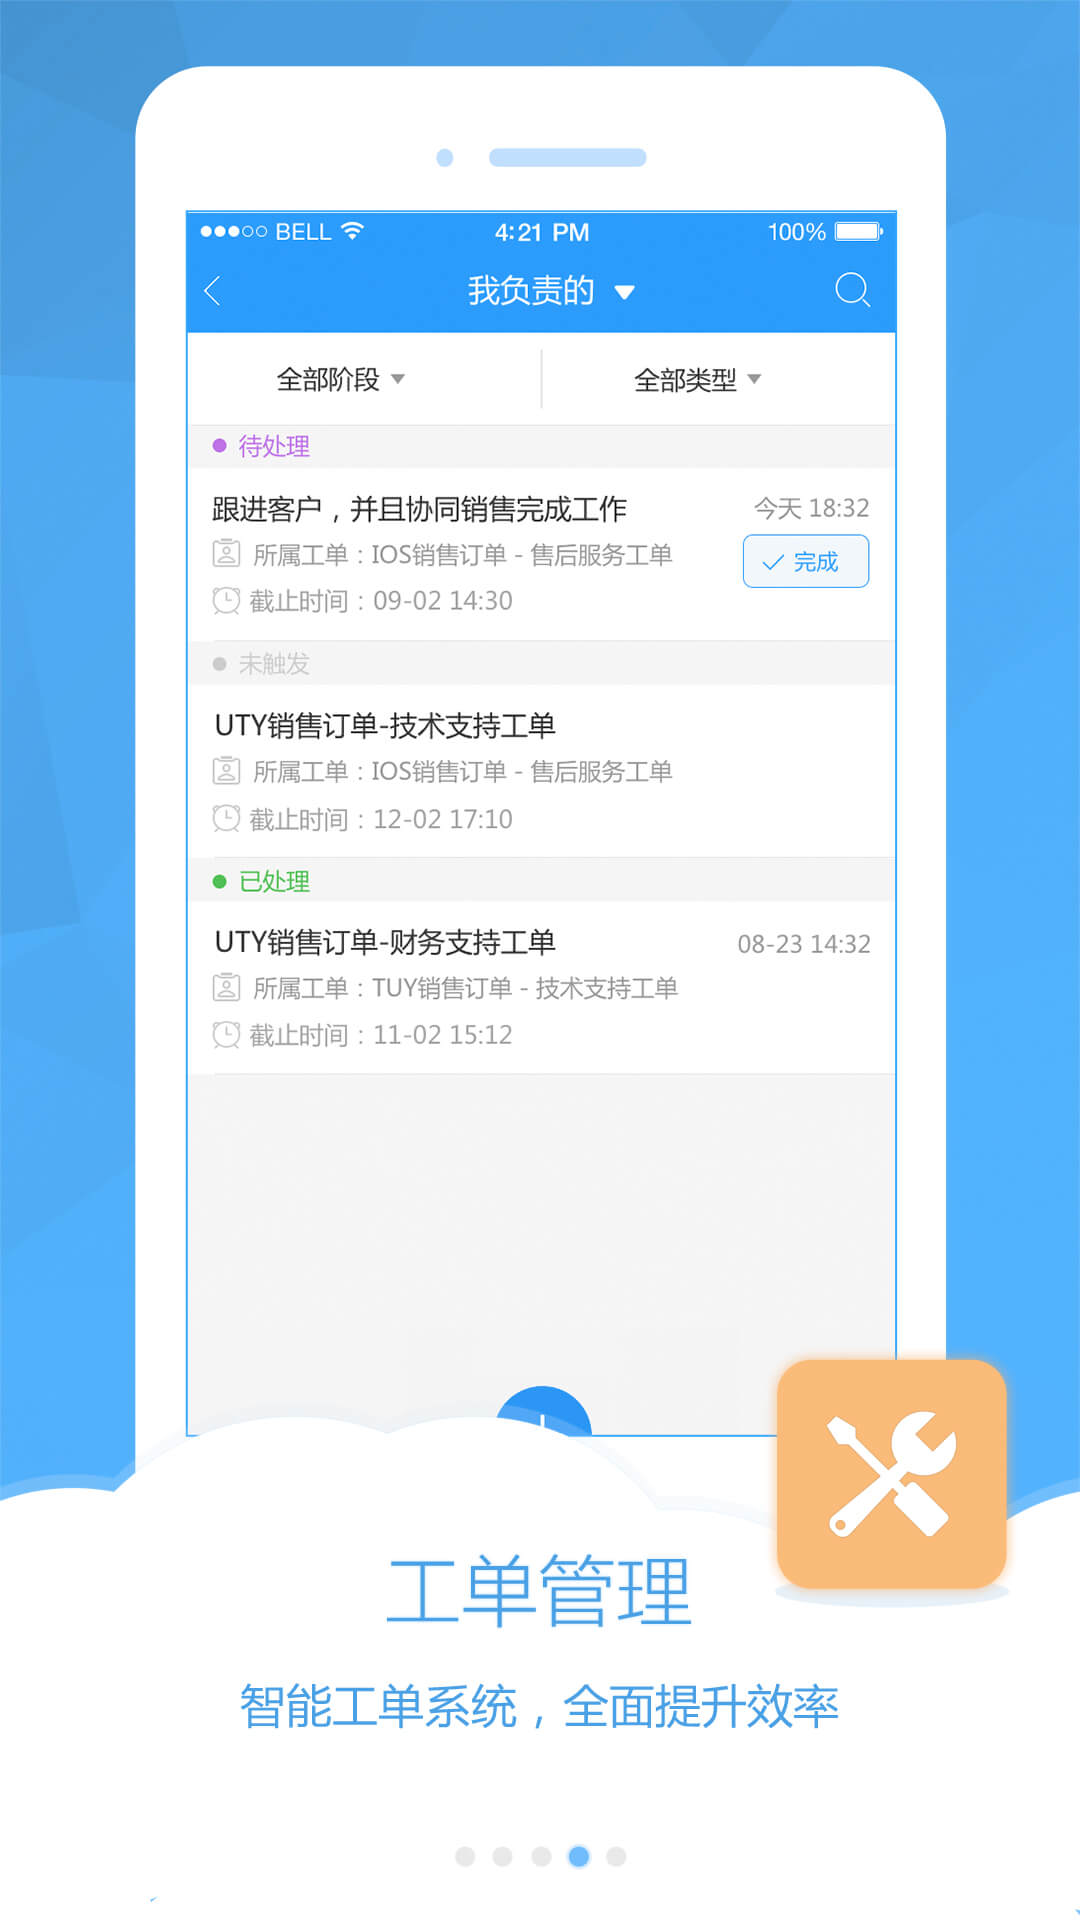 BELL 4:21 PM 100%
我负责的
全部阶段 全部类型
待处理
跟进客户，并且协同销售完成工作 今天 18:32
所属工单：IOS销售订单 - 售后服务工单 完成
截止时间：09-02 14:30
未触发
UTY销售订单-技术支持工单
所属工单：IOS销售订单 - 售后服务工单
截止时间：12-02 17:10
已处理
UTY销售订单-财务支持工单 08-23 14:32
所属工单：TUY销售订单 - 技术支持工单
截止时间：11-02 15:12
工单管理
智能工单系统，全面提升效率